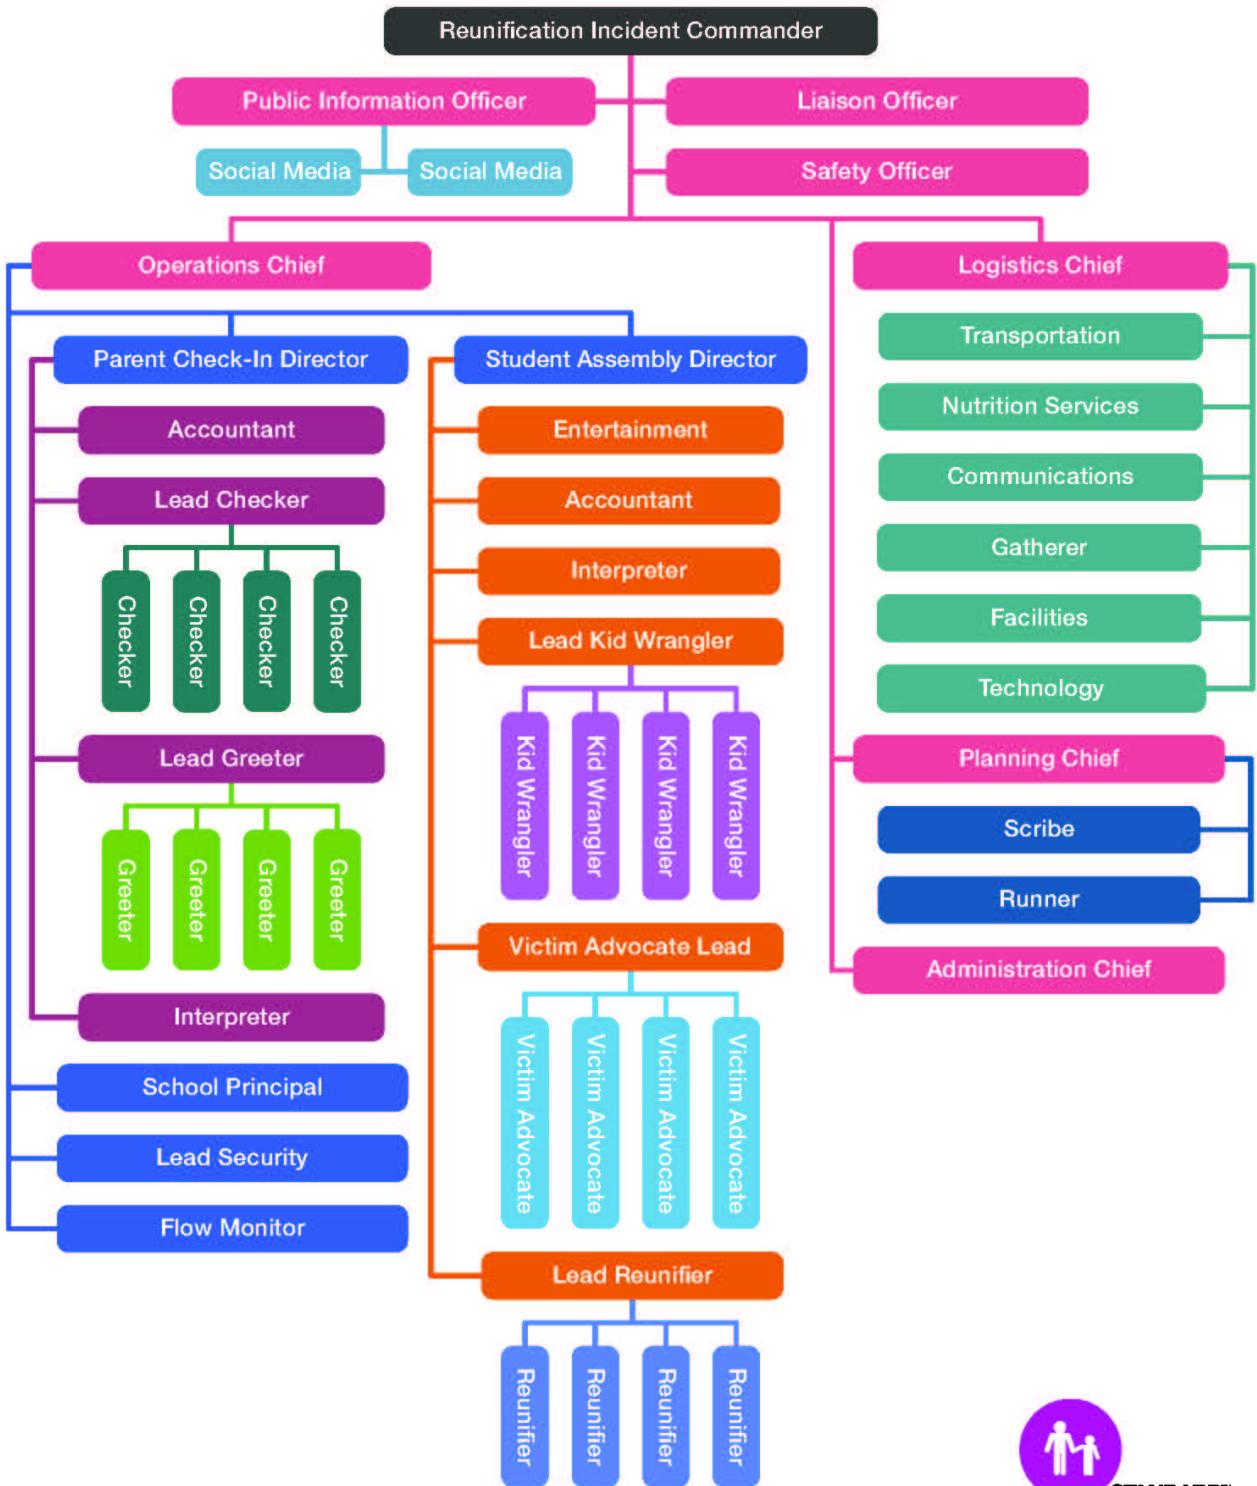 Reunification Incident Commander
Public Information Officer
Liaison Officer
Social Media
Social Media
Safety Officer
Operations Chief
Logistics Chief
Parent Check-In Director
Accountant
Lead Checker
Checker
Checker
Checker
Checker
Lead Greeter
Greeter
Greeter
Greeter
Greeter
Interpreter
School Principal
Lead Security
Flow Monitor
Student Assembly Director
Entertainment
Accountant
Interpreter
Lead Kid Wrangler
Kid Wrangler
Kid Wrangler
Kid Wrangler
Kid Wrangler
Victim Advocate Lead
Victim Advocate
Victim Advocate
Victim Advocate
Victim Advocate
Lead Reunifier
Reunifier
Reunifier
Reunifier
Reunifier
Transportation
Nutrition Services
Communications
Gatherer
Facilities
Technology
Planning Chief
Scribe
Runner
Administration Chief